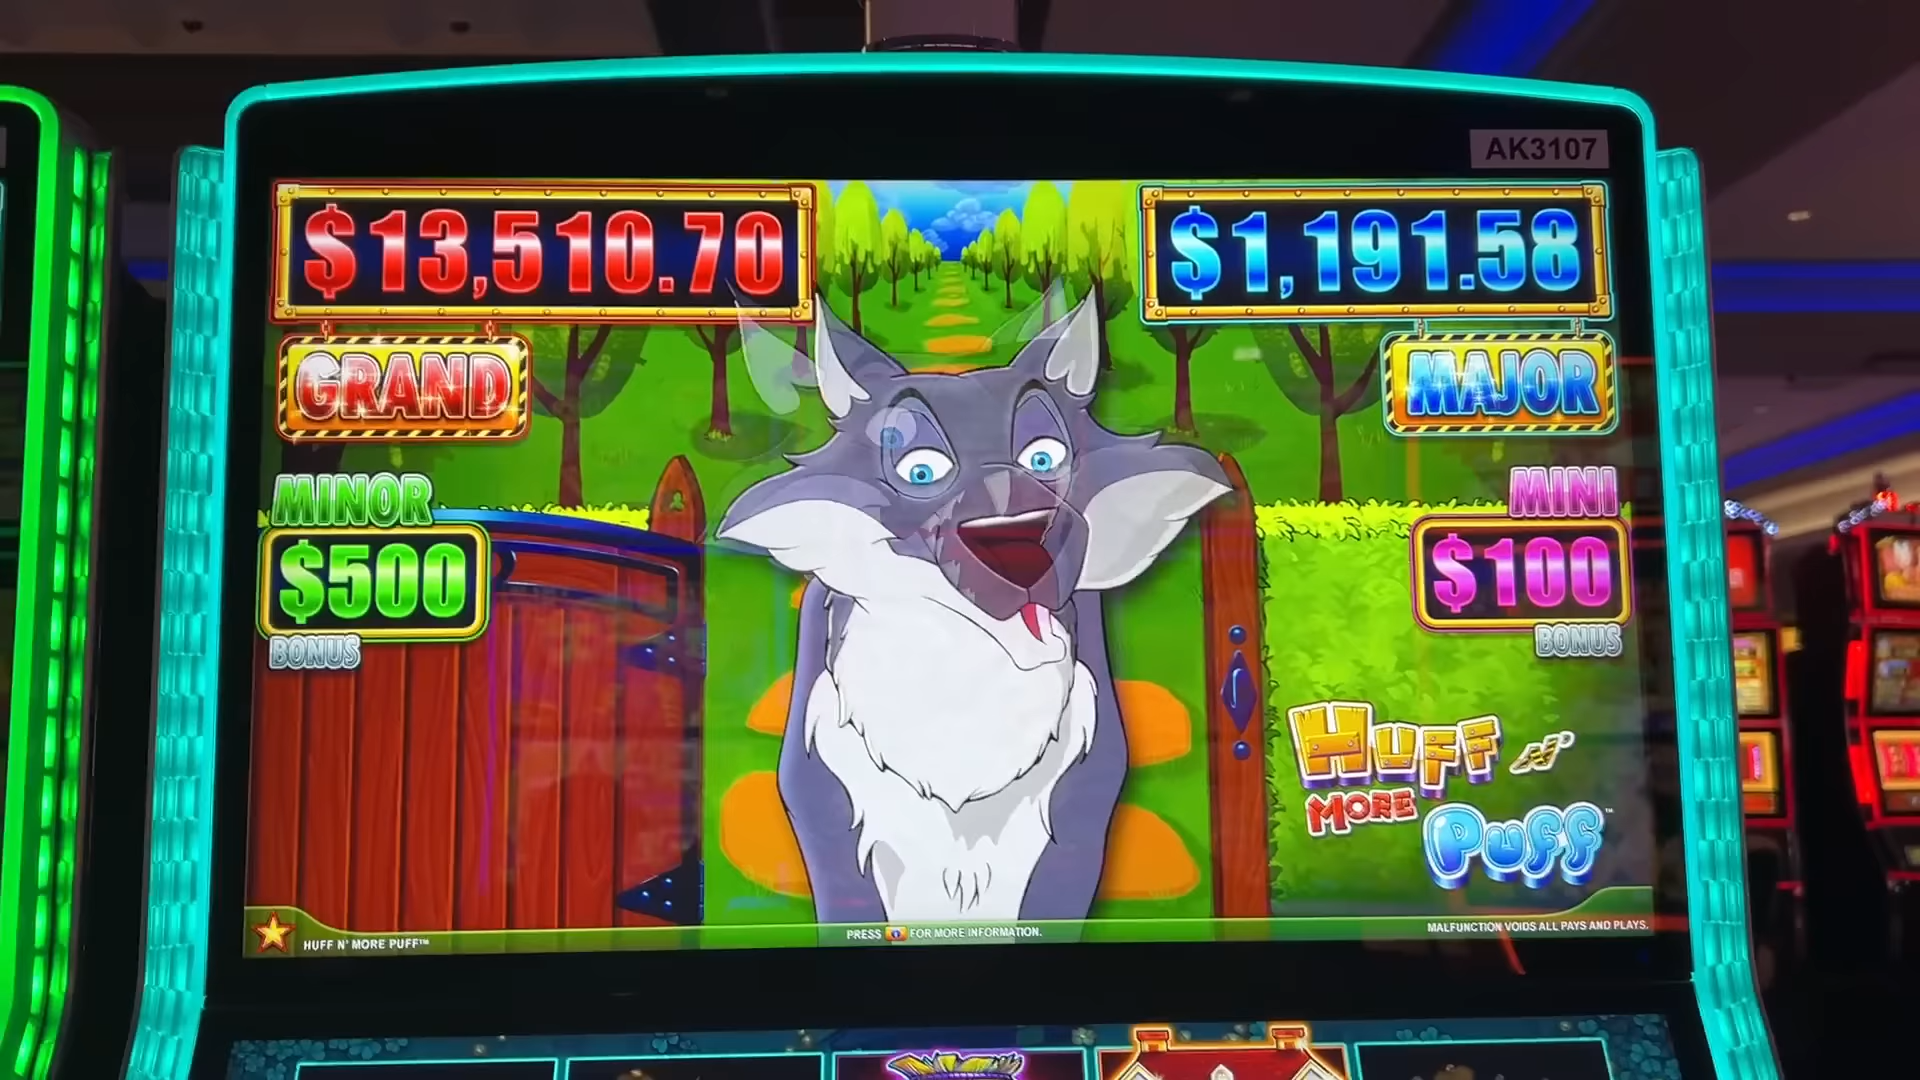 AK3107
$13,510.70
$1,191.58
GRAND
MAJOR
MINOR
$500
BONUS
MINI
$100
BONUS
HUFF N'
MORE
PUFF™
HUFF N' MORE PUFF™
PRESS FOR MORE INFORMATION.
MALFUNCTION VOIDS ALL PAYS AND PLAYS.